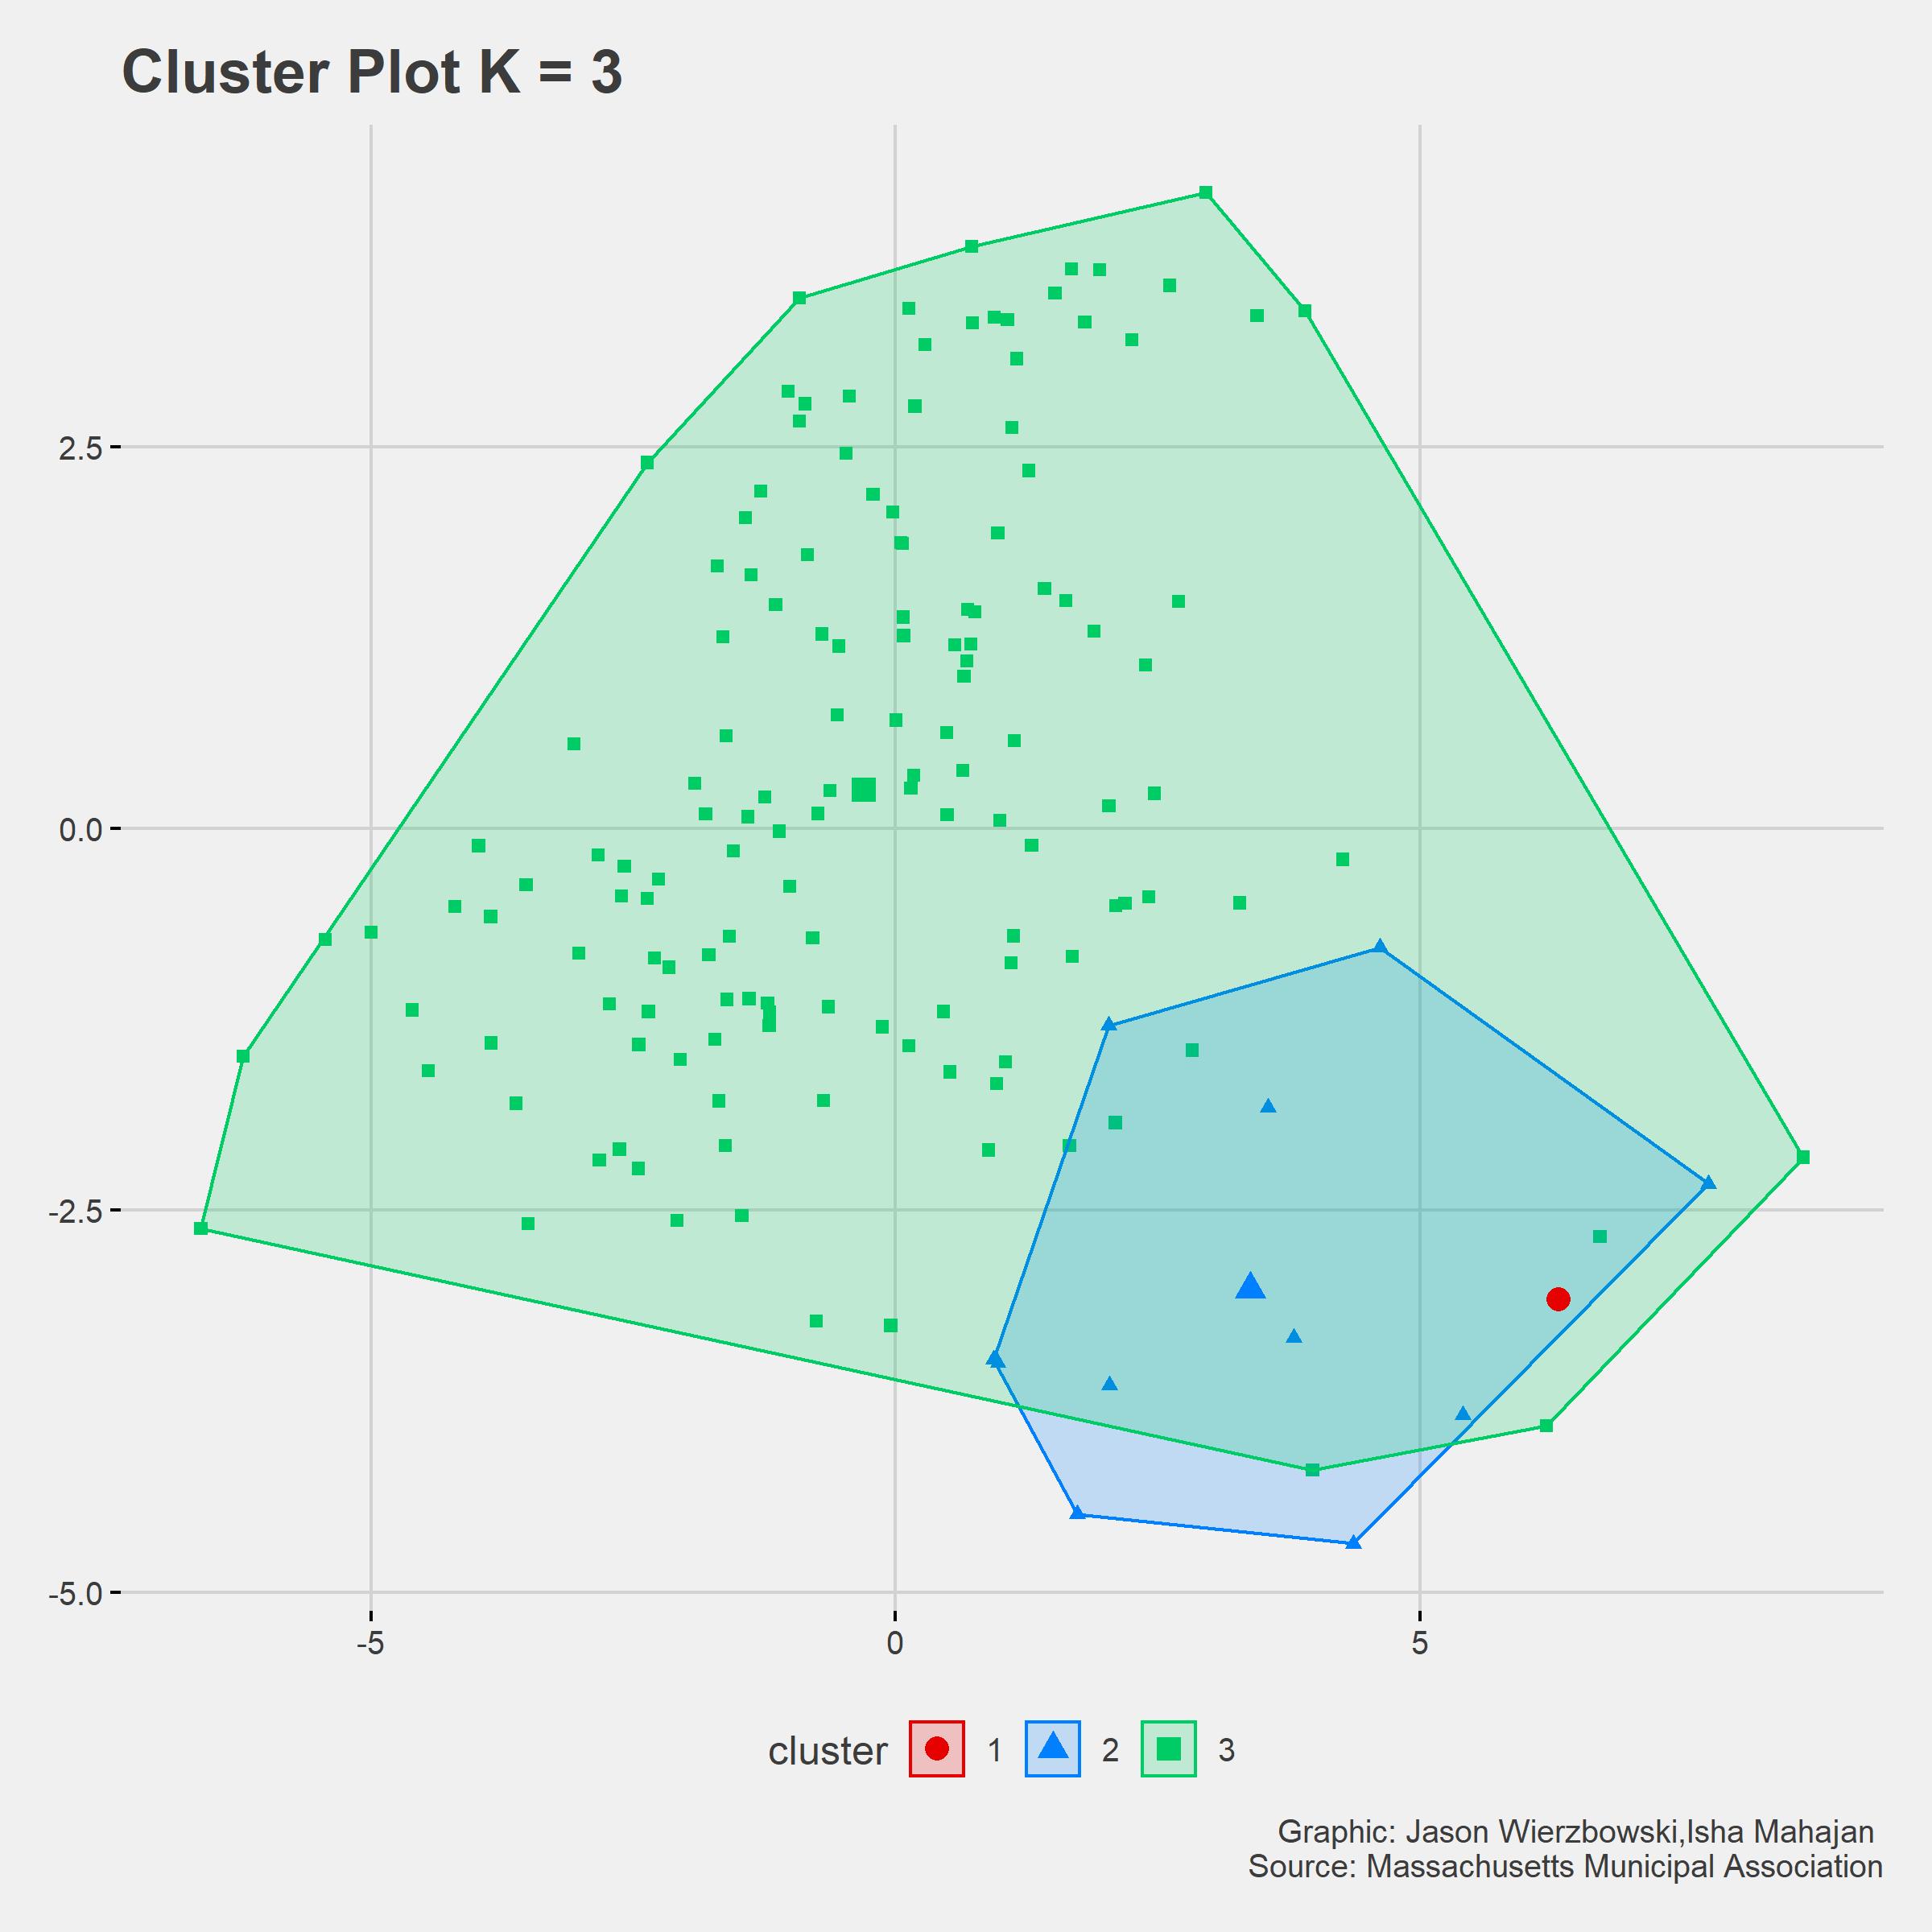 Cluster Plot K = 3
2.5
0.0
-2.5
-5.0
-5 0 5
cluster 1 2 3
Graphic: Jason Wierzbowski,Isha Mahajan
Source: Massachusetts Municipal Association